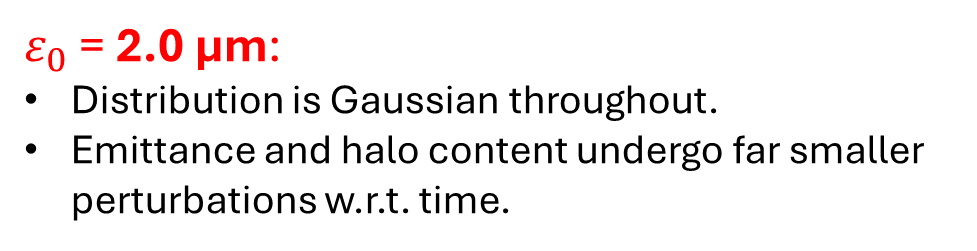 ε₀ = 2.0 μm:
• Distribution is Gaussian throughout.
• Emittance and halo content undergo far smaller
perturbations w.r.t. time.